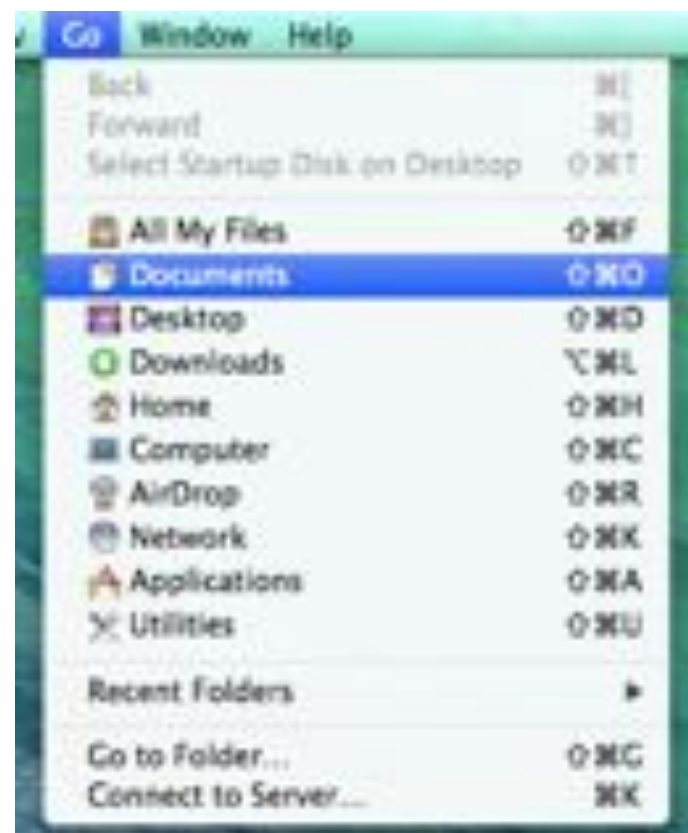 Go Window Help
Back ⌘[
Forward ⌘]
Select Startup Disk on Desktop ⇧⌘↑
All My Files ⇧⌘F
Documents ⇧⌘O
Desktop ⇧⌘D
Downloads ⌥⌘L
Home ⇧⌘H
Computer ⇧⌘C
AirDrop ⇧⌘R
Network ⇧⌘K
Applications ⇧⌘A
Utilities ⇧⌘U
Recent Folders ▶
Go to Folder... ⇧⌘G
Connect to Server... ⌘K